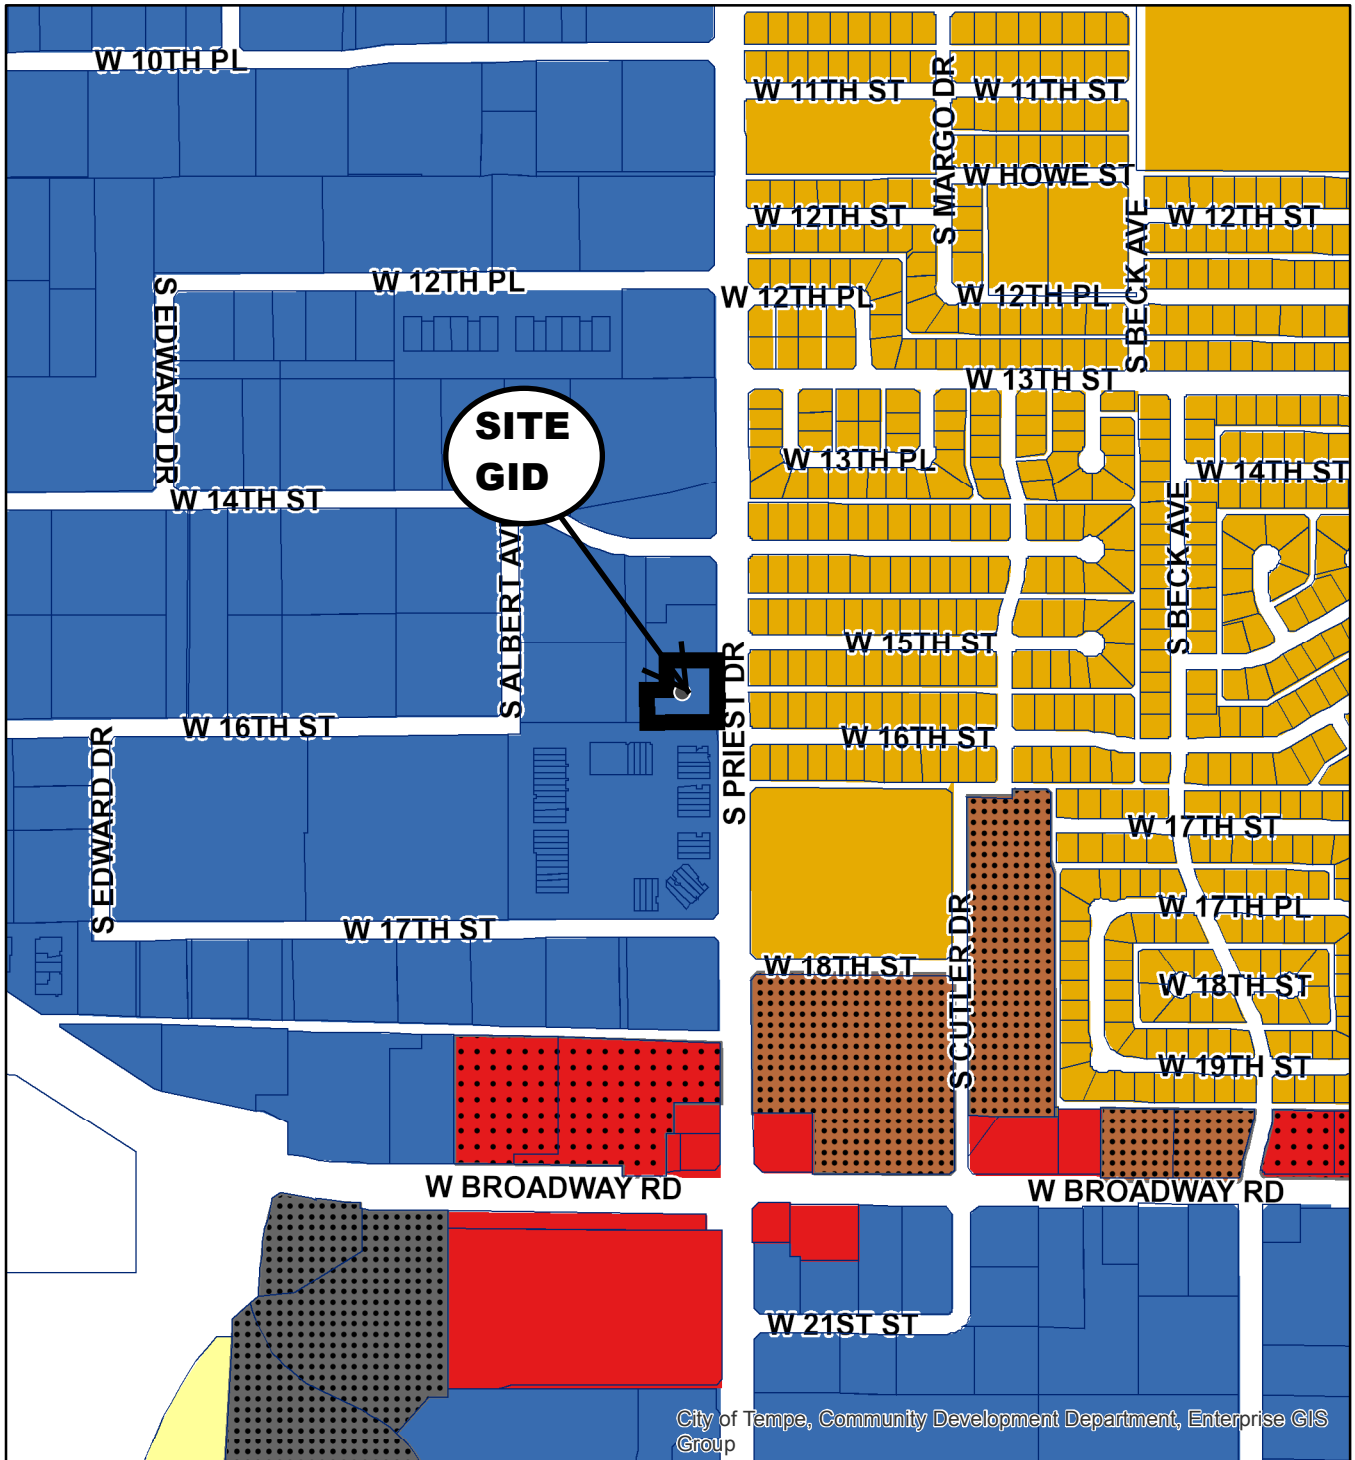 W 10TH PL
W 11TH ST
W 11TH ST
S MARGO DR
W HOWE ST
W 12TH ST
W 12TH ST
S BECK AVE
W 12TH PL
W 12TH PL
W 12TH PL
S EDWARD DR
W 13TH ST
SITE
GID
W 13TH PL
W 14TH ST
W 14TH ST
S BECK AVE
S ALBERT AVE
W 15TH ST
S PRIEST DR
W 16TH ST
W 16TH ST
S EDWARD DR
W 17TH ST
W 17TH PL
W 17TH ST
W 18TH ST
W 18TH ST
S CUTLER DR
W 19TH ST
W BROADWAY RD
W BROADWAY RD
W 21ST ST
City of Tempe, Community Development Department, Enterprise GIS
Group